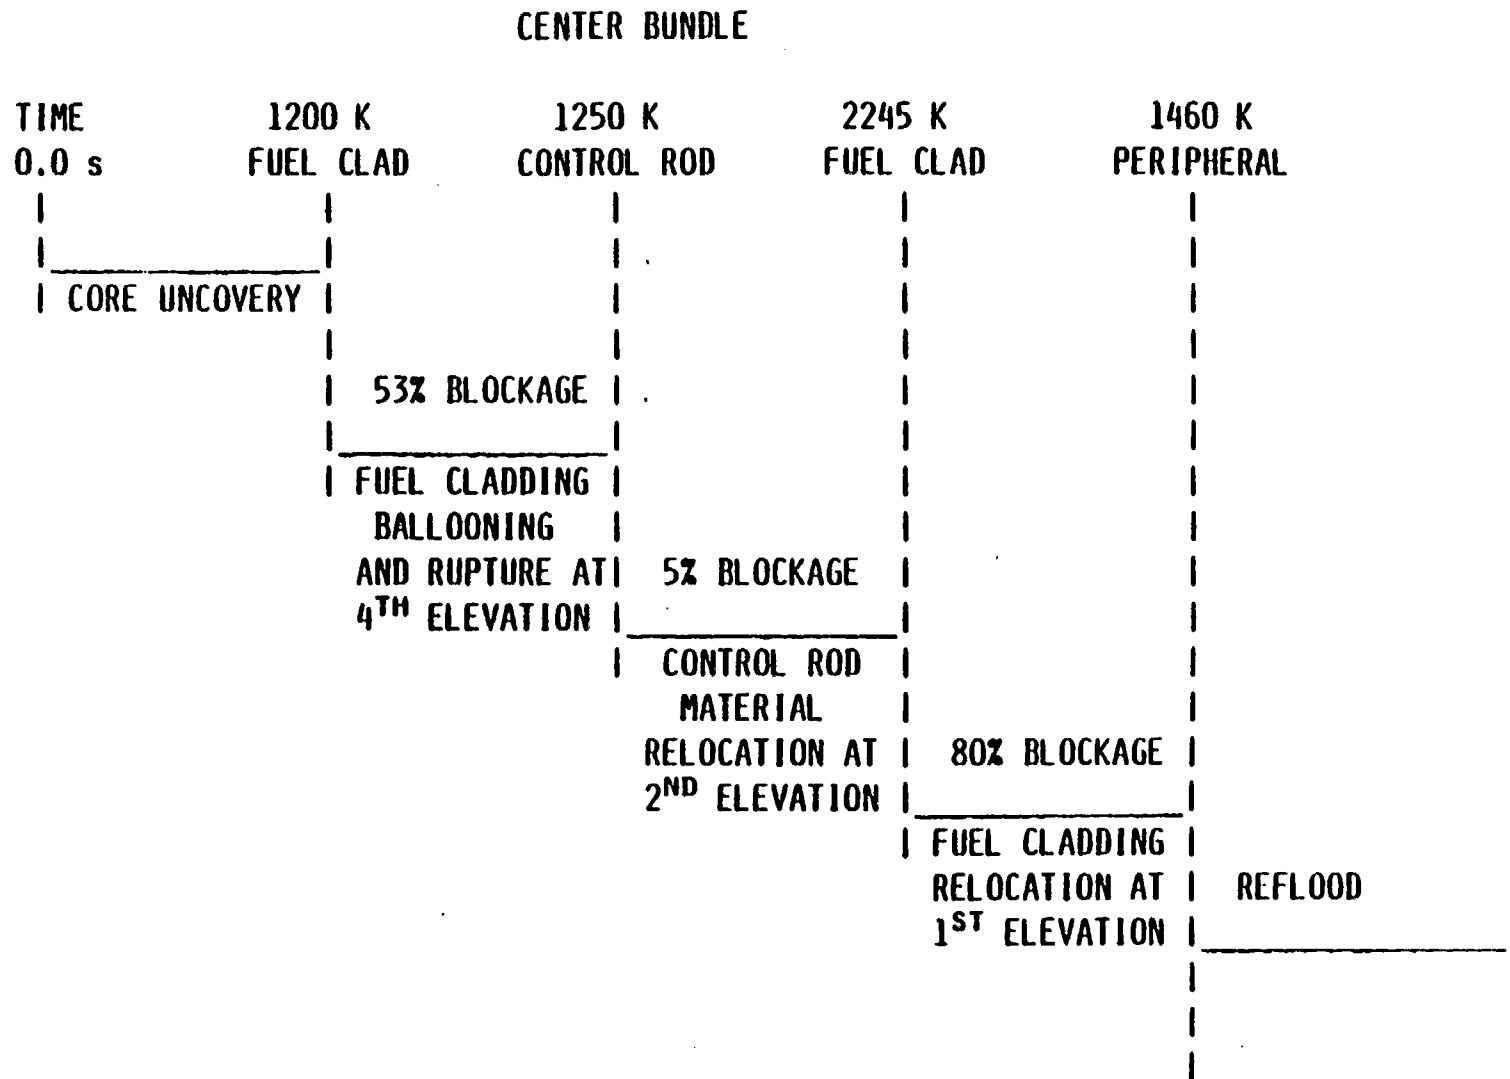 CENTER BUNDLE
TIME 1200 K 1250 K 2245 K 1460 K
0.0 s FUEL CLAD CONTROL ROD FUEL CLAD PERIPHERAL
CORE UNCOVERY
53% BLOCKAGE
FUEL CLADDING
BALLOONING
AND RUPTURE AT
4TH ELEVATION
5% BLOCKAGE
CONTROL ROD
MATERIAL
RELOCATION AT
2ND ELEVATION
80% BLOCKAGE
FUEL CLADDING
RELOCATION AT
1ST ELEVATION
REFLOOD